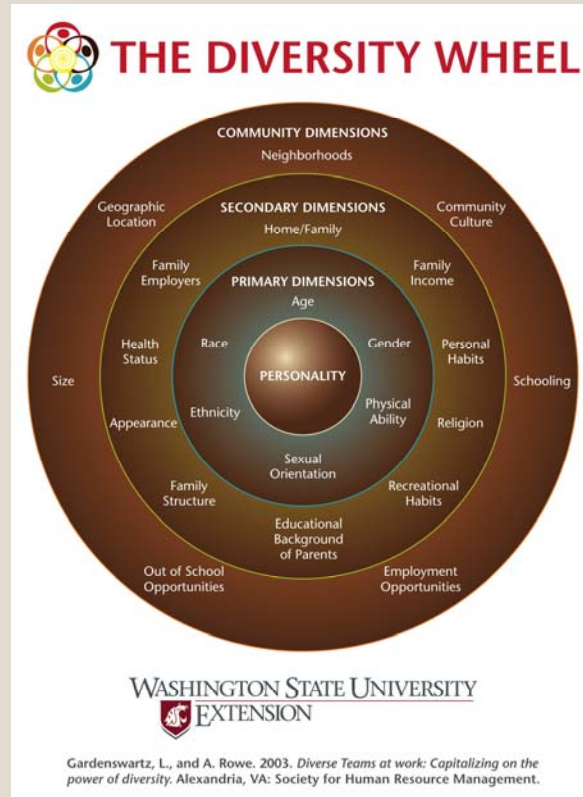 THE DIVERSITY WHEEL
COMMUNITY DIMENSIONS
Neighborhoods
Geographic
Location
Community
Culture
Size
Schooling
Out of School
Opportunities
Employment
Opportunities
SECONDARY DIMENSIONS
Home/Family
Family
Employers
Family
Income
Health
Status
Personal
Habits
Appearance
Religion
Family
Structure
Recreational
Habits
Educational
Background
of Parents
PRIMARY DIMENSIONS
Age
Race
Gender
Ethnicity
Physical
Ability
Sexual
Orientation
PERSONALITY
WASHINGTON STATE UNIVERSITY
EXTENSION
Gardenswartz, L., and A. Rowe. 2003. Diverse Teams at work: Capitalizing on the
power of diversity. Alexandria, VA: Society for Human Resource Management.